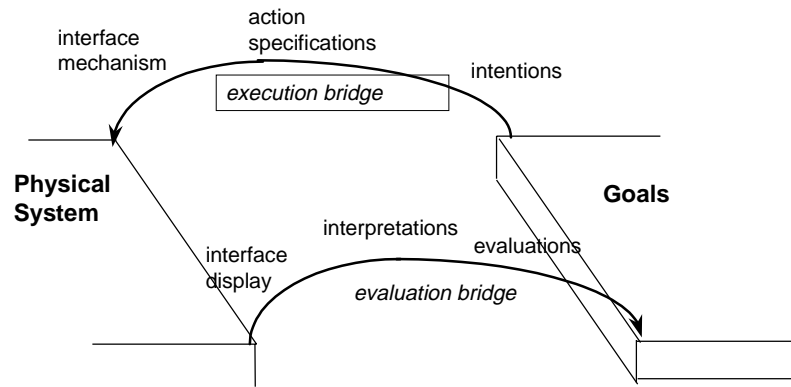 action
specifications
interface
mechanism
intentions
execution bridge
Physical
System
Goals
interpretations
evaluations
interface
display
evaluation bridge